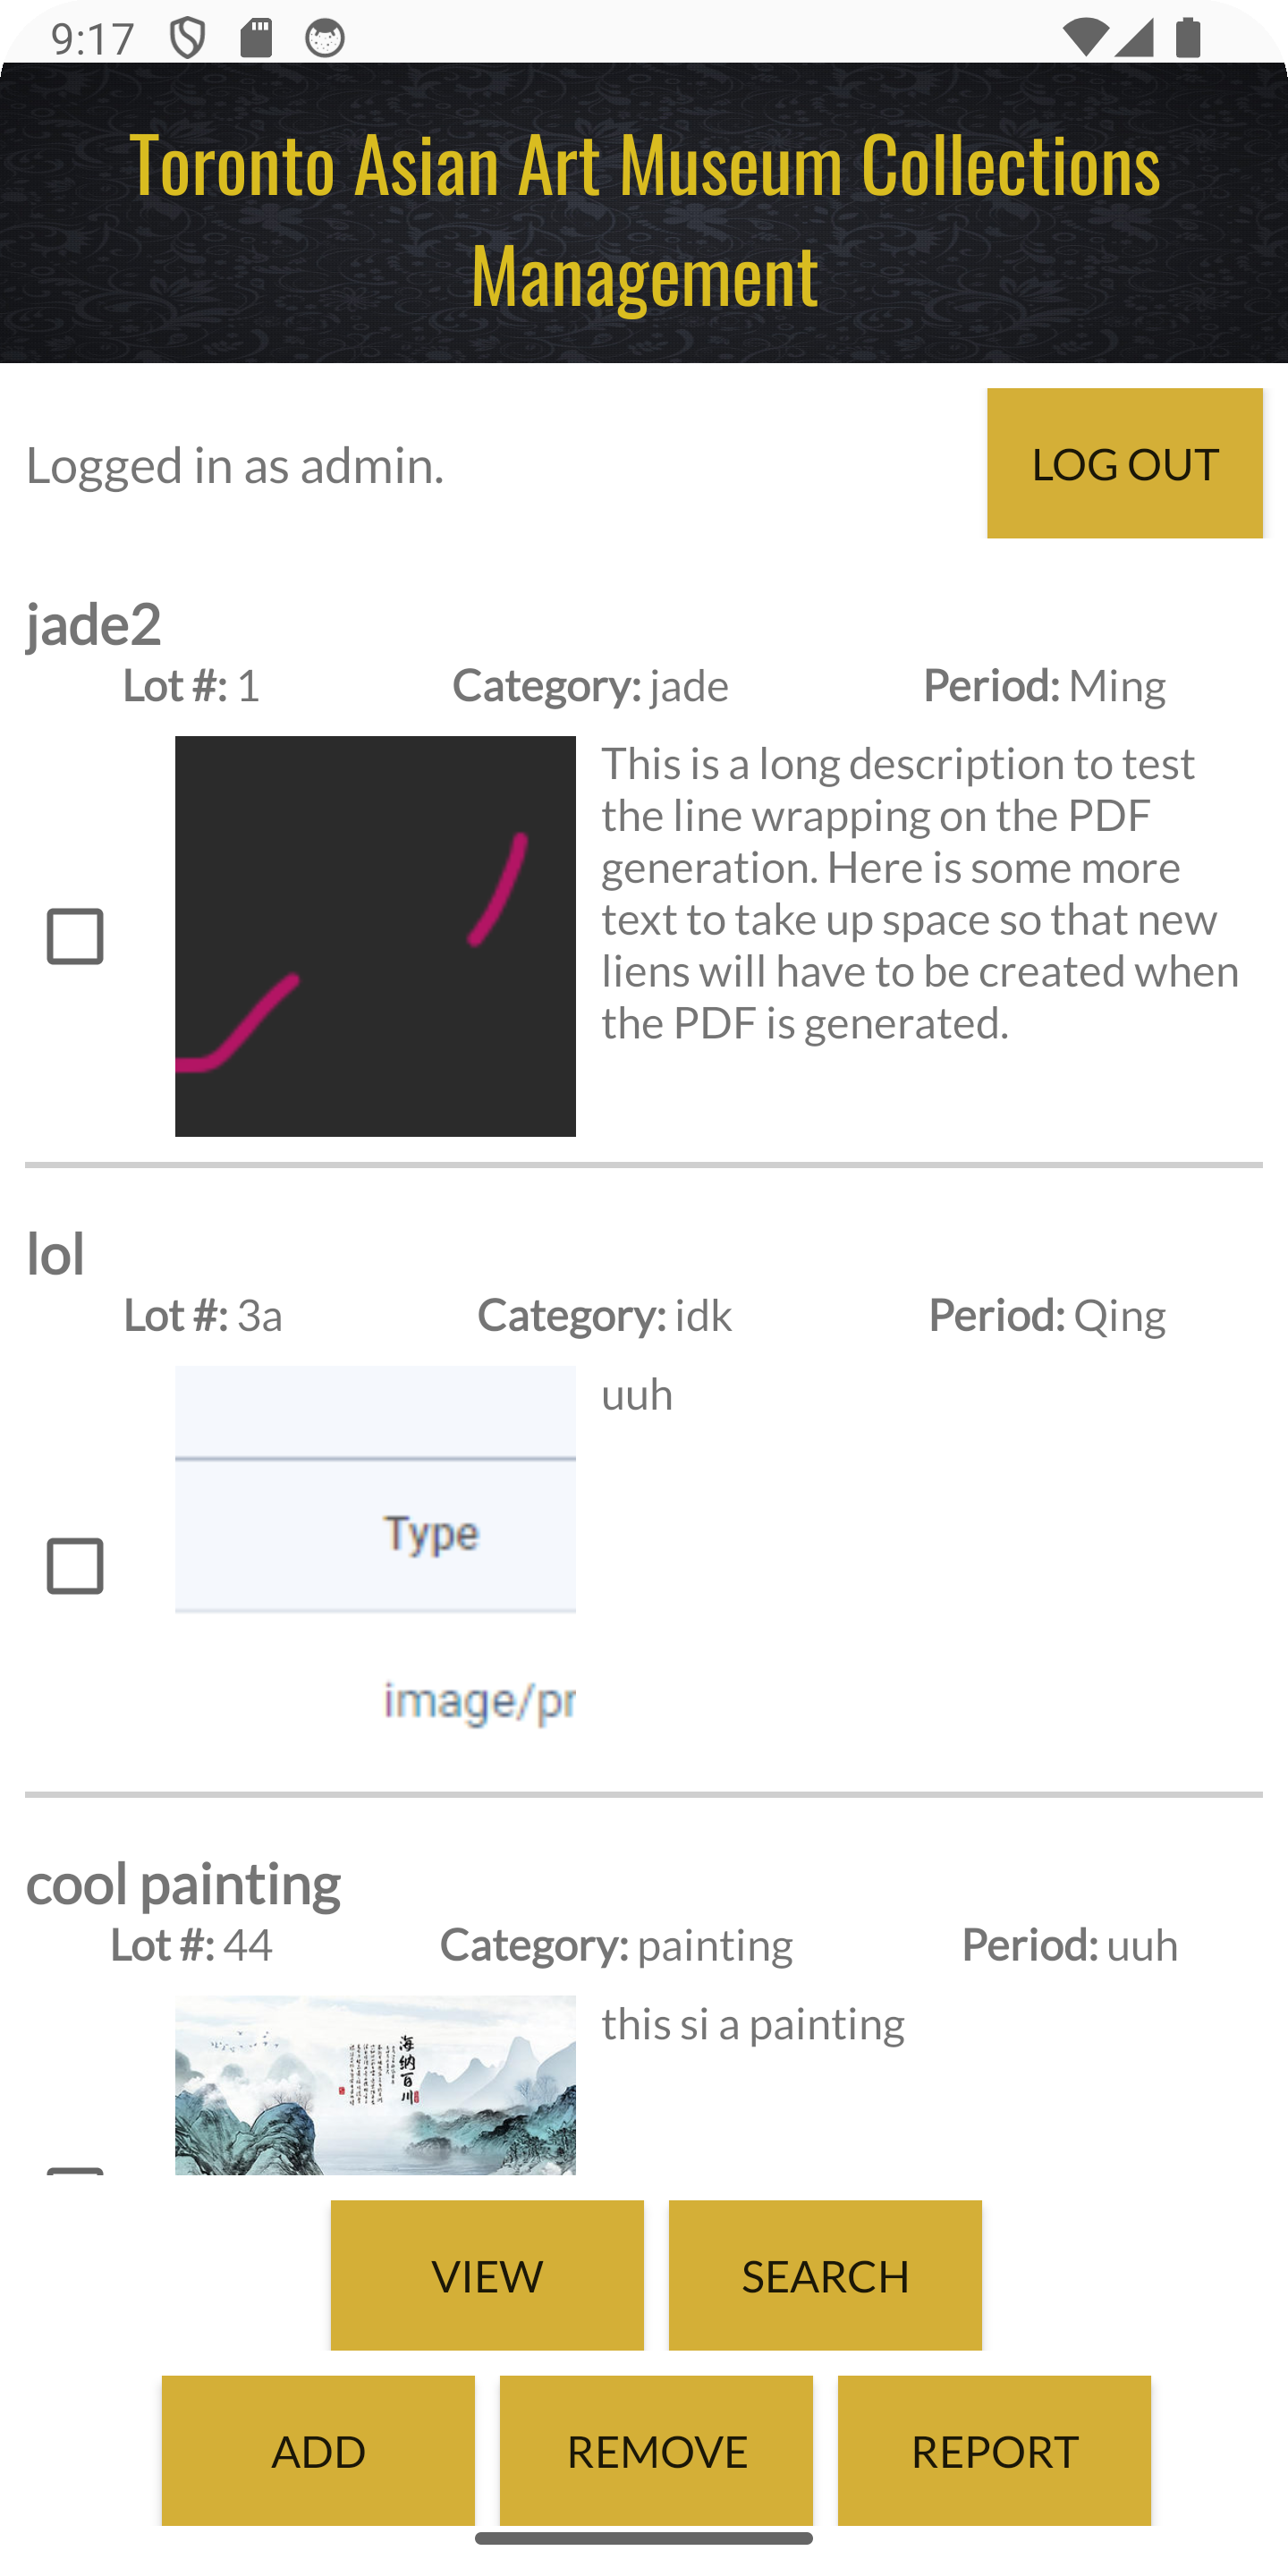 9:17
Toronto Asian Art Museum Collections
Management
Logged in as admin.
LOG OUT
jade2
Lot #: 1 Category: jade Period: Ming
This is a long description to test
the line wrapping on the PDF
generation. Here is some more
text to take up space so that new
liens will have to be created when
the PDF is generated.
lol
Lot #: 3a Category: idk Period: Qing
uuh
Type
image/pr
cool painting
Lot #: 44 Category: painting Period: uuh
this si a painting
海纳百川
VIEW SEARCH
ADD REMOVE REPORT